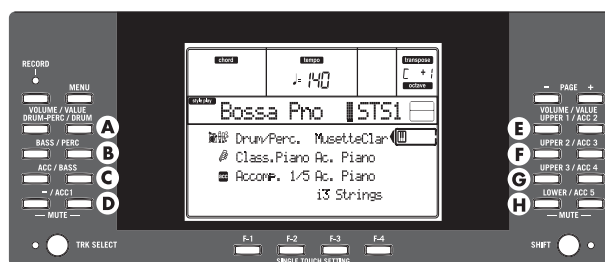 RECORD
MENU
VOLUME / VALUE
DRUM-PERC / DRUM
A
BASS / PERC
B
ACC / BASS
C
– / ACC1
D
— MUTE —
TRK SELECT
chord
tempo
transpose
♩= 140
C +1
octave
style play
Bossa Pno STS1
Drum/Perc. MusetteClar
Class.Piano Ac. Piano
ACC Accomp. 1/5 Ac. Piano
i3 Strings
F-1 F-2 F-3 F-4
SINGLE TOUCH SETTING
– PAGE +
VOLUME / VALUE
UPPER 1 / ACC 2
E
UPPER 2 / ACC 3
F
UPPER 3 / ACC 4
G
LOWER / ACC 5
H
— MUTE —
SHIFT